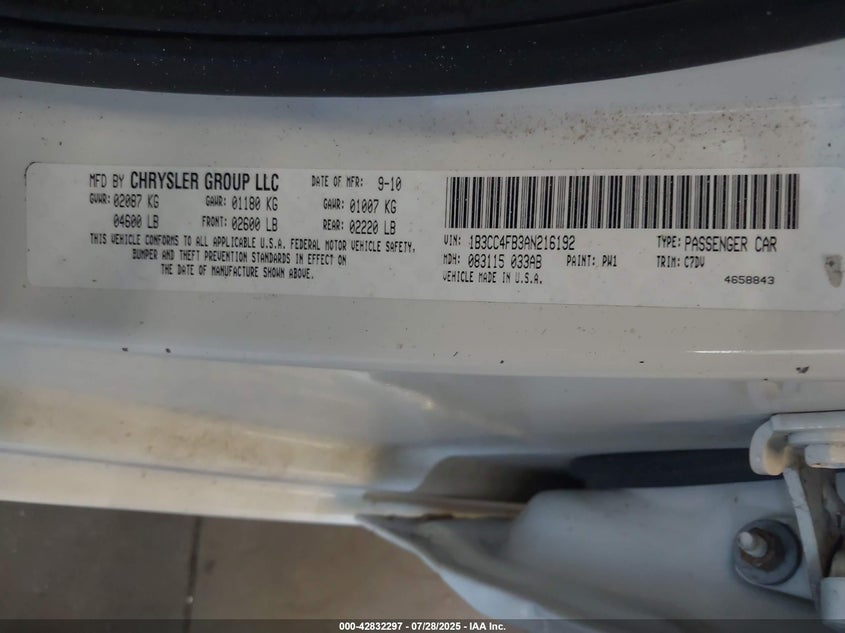 MFD BY CHRYSLER GROUP LLC DATE OF MFR: 9-10
GVWR: 02087 KG GAWR: 01180 KG GAWR: 01007 KG
04600 LB FRONT: 02600 LB REAR: 02220 LB
THIS VEHICLE CONFORMS TO ALL APPLICABLE U.S.A. FEDERAL MOTOR VEHICLE SAFETY,
BUMPER AND THEFT PREVENTION STANDARDS IN EFFECT ON
THE DATE OF MANUFACTURE SHOWN ABOVE.
VIN: 1B3CC4FB3AN216192 TYPE: PASSENGER CAR
MDH: 083115 033AB PAINT: PW1 TRIM: C7DV
VEHICLE MADE IN U.S.A. 4658843
000-42832297 - 07/28/2025 - IAA Inc.